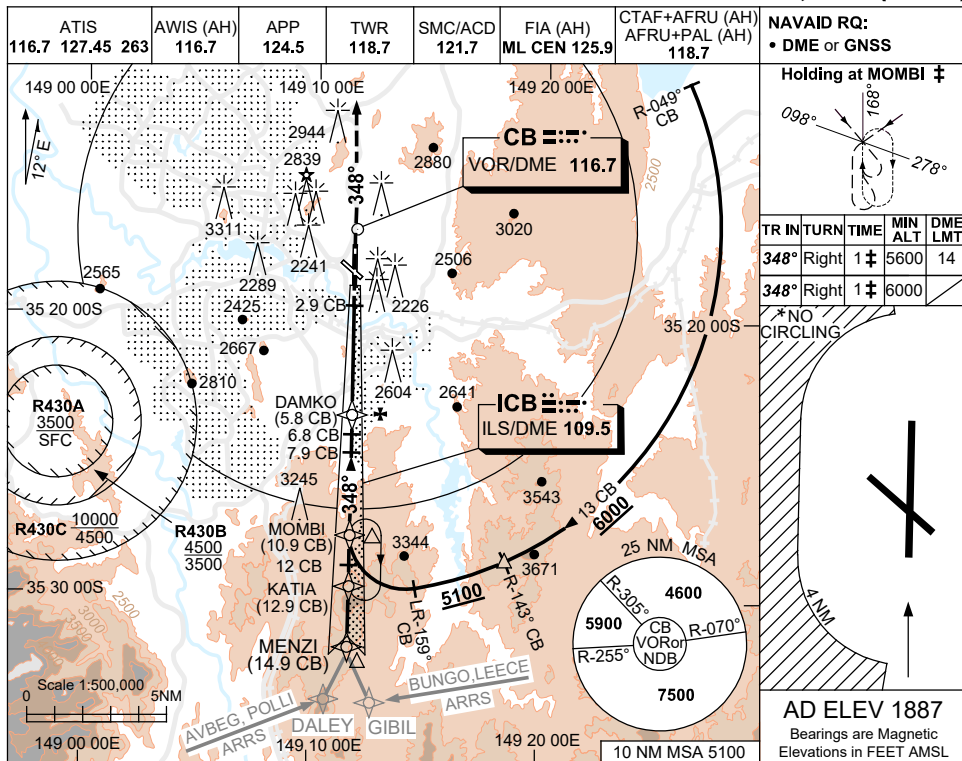 ATIS
116.7 127.45 263
AWIS (AH)
116.7
APP
124.5
TWR
118.7
SMC/ACD
121.7
FIA (AH)
ML CEN 125.9
CTAF+AFRU (AH)
AFRU+PAL (AH)
118.7
NAVAID RQ:
• DME or GNSS
149 00 00E
149 10 00E
149 20 00E
12° E
2944
2839
3311
2241
2289
348°
CB
VOR/DME 116.7
2880
3020
2506
2226
R-049°
CB
2500
2565
35 20 00S
2425
2667
2810
2.9 CB
35 20 00S
2604
2641
DAMKO
(5.8 CB)
6.8 CB
7.9 CB
ICB
ILS/DME 109.5
R430A
3500
SFC
R430C 10000
4500
R430B
4500
3500
3245
348°
MOMBI
(10.9 CB)
12 CB
KATIA
(12.9 CB)
MENZI
(14.9 CB)
3344
3543
3671
13 CB
6000
5100
LR-159°
CB
R-143° CB
35 30 00S
2500
3000
3500
25 NM MSA
4600
R-305°
5900
CB
VORor
NDB
R-070°
R-255°
7500
Scale 1:500,000
0 5NM
AVBEG, POLLI
ARRS
BUNGO,LEECE
ARRS
DALEY
GIBIL
149 00 00E
149 10 00E
149 20 00E
10 NM MSA 5100
Holding at MOMBI ‡
168°
098°
278°
TR IN TURN TIME MIN ALT DME LMT
348° Right 1 ‡ 5600 14
348° Right 1 ‡ 6000
*NO
CIRCLING
4 NM
AD ELEV 1887
Bearings are Magnetic
Elevations in FEET AMSL